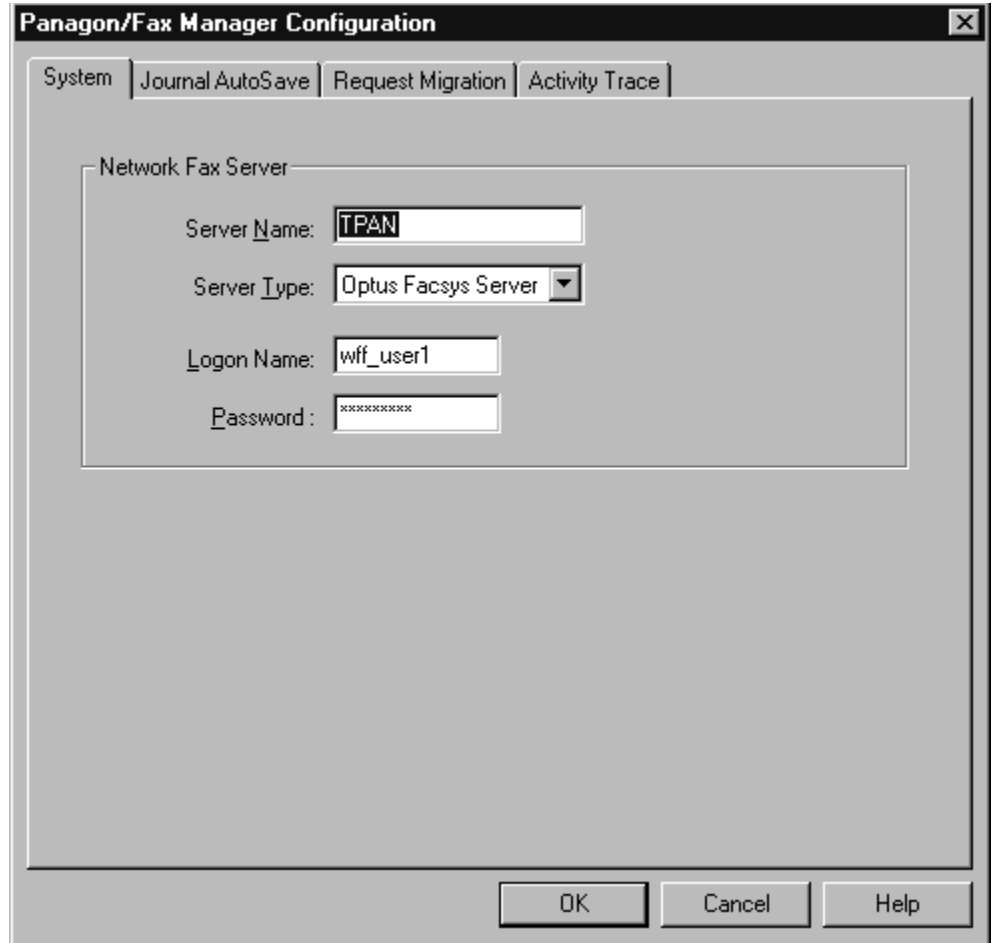 Panagon/Fax Manager Configuration
System Journal AutoSave Request Migration Activity Trace
Network Fax Server
Server Name: TPAN
Server Type: Optus Facsys Server
Logon Name: wff_user1
Password : *********
OK Cancel Help